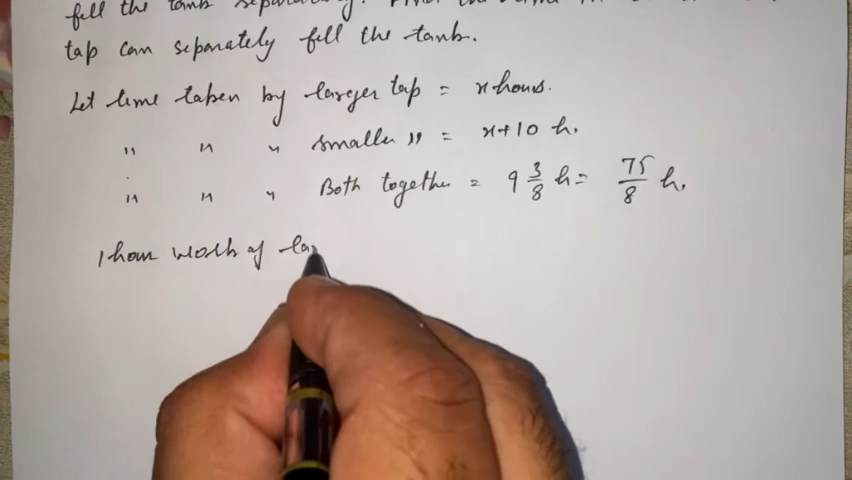 fill the tank separately.
tap can separately fill the tank.
Let time taken by larger tap = x hours.
" " " smaller " = x+10 h.
" " " Both together = 9 3/8 h = 75/8 h.
1 hour work of la